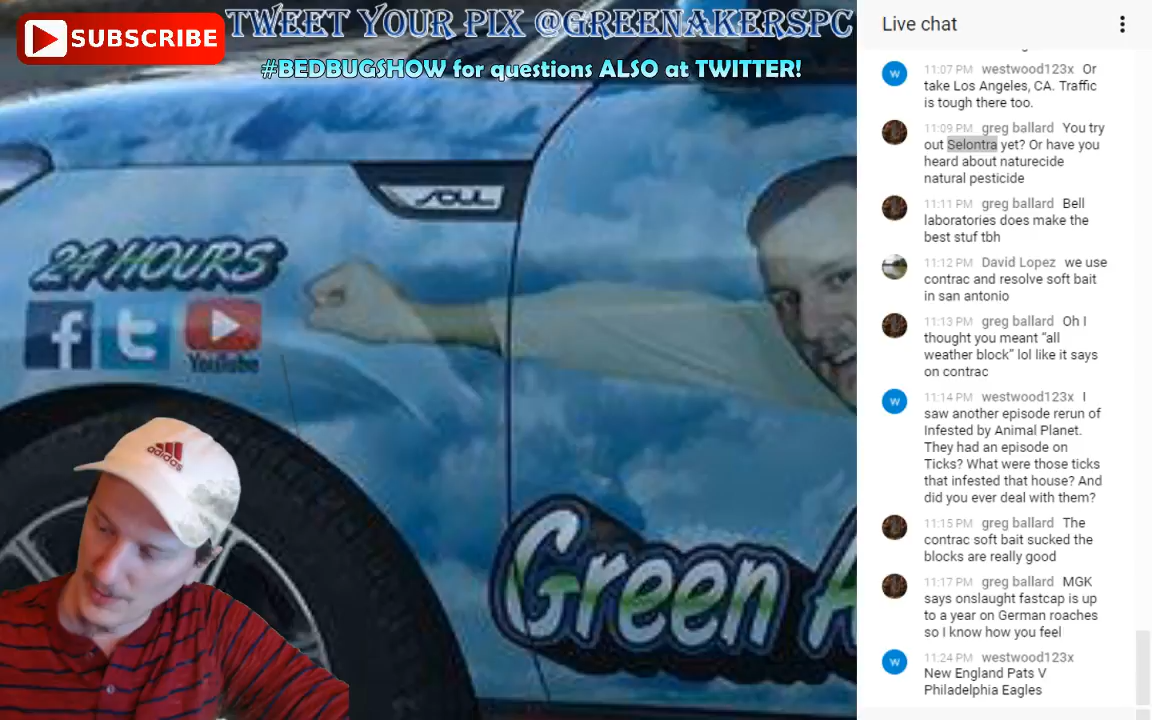 SUBSCRIBE
TWEET YOUR PIX @GREENAKERSPC
#BEDBUGSHOW for questions ALSO at TWITTER!
SOUL
24 HOURS
f t
YouTube
adidas
Green A
Live chat
11:07 PM westwood123x Or
take Los Angeles, CA. Traffic
is tough there too.
11:09 PM greg ballard You try
out Selontra yet? Or have you
heard about naturecide
natural pesticide
11:11 PM greg ballard Bell
laboratories does make the
best stuf tbh
11:12 PM David Lopez we use
contrac and resolve soft bait
in san antonio
11:13 PM greg ballard Oh I
thought you meant “all
weather block” lol like it says
on contrac
W
11:14 PM westwood123x I
saw another episode rerun of
Infested by Animal Planet.
They had an episode on
Ticks? What were those ticks
that infested that house? And
did you ever deal with them?
11:15 PM greg ballard The
contrac soft bait sucked the
blocks are really good
11:17 PM greg ballard MGK
says onslaught fastcap is up
to a year on German roaches
so I know how you feel
W
11:24 PM westwood123x
New England Pats V
Philadelphia Eagles